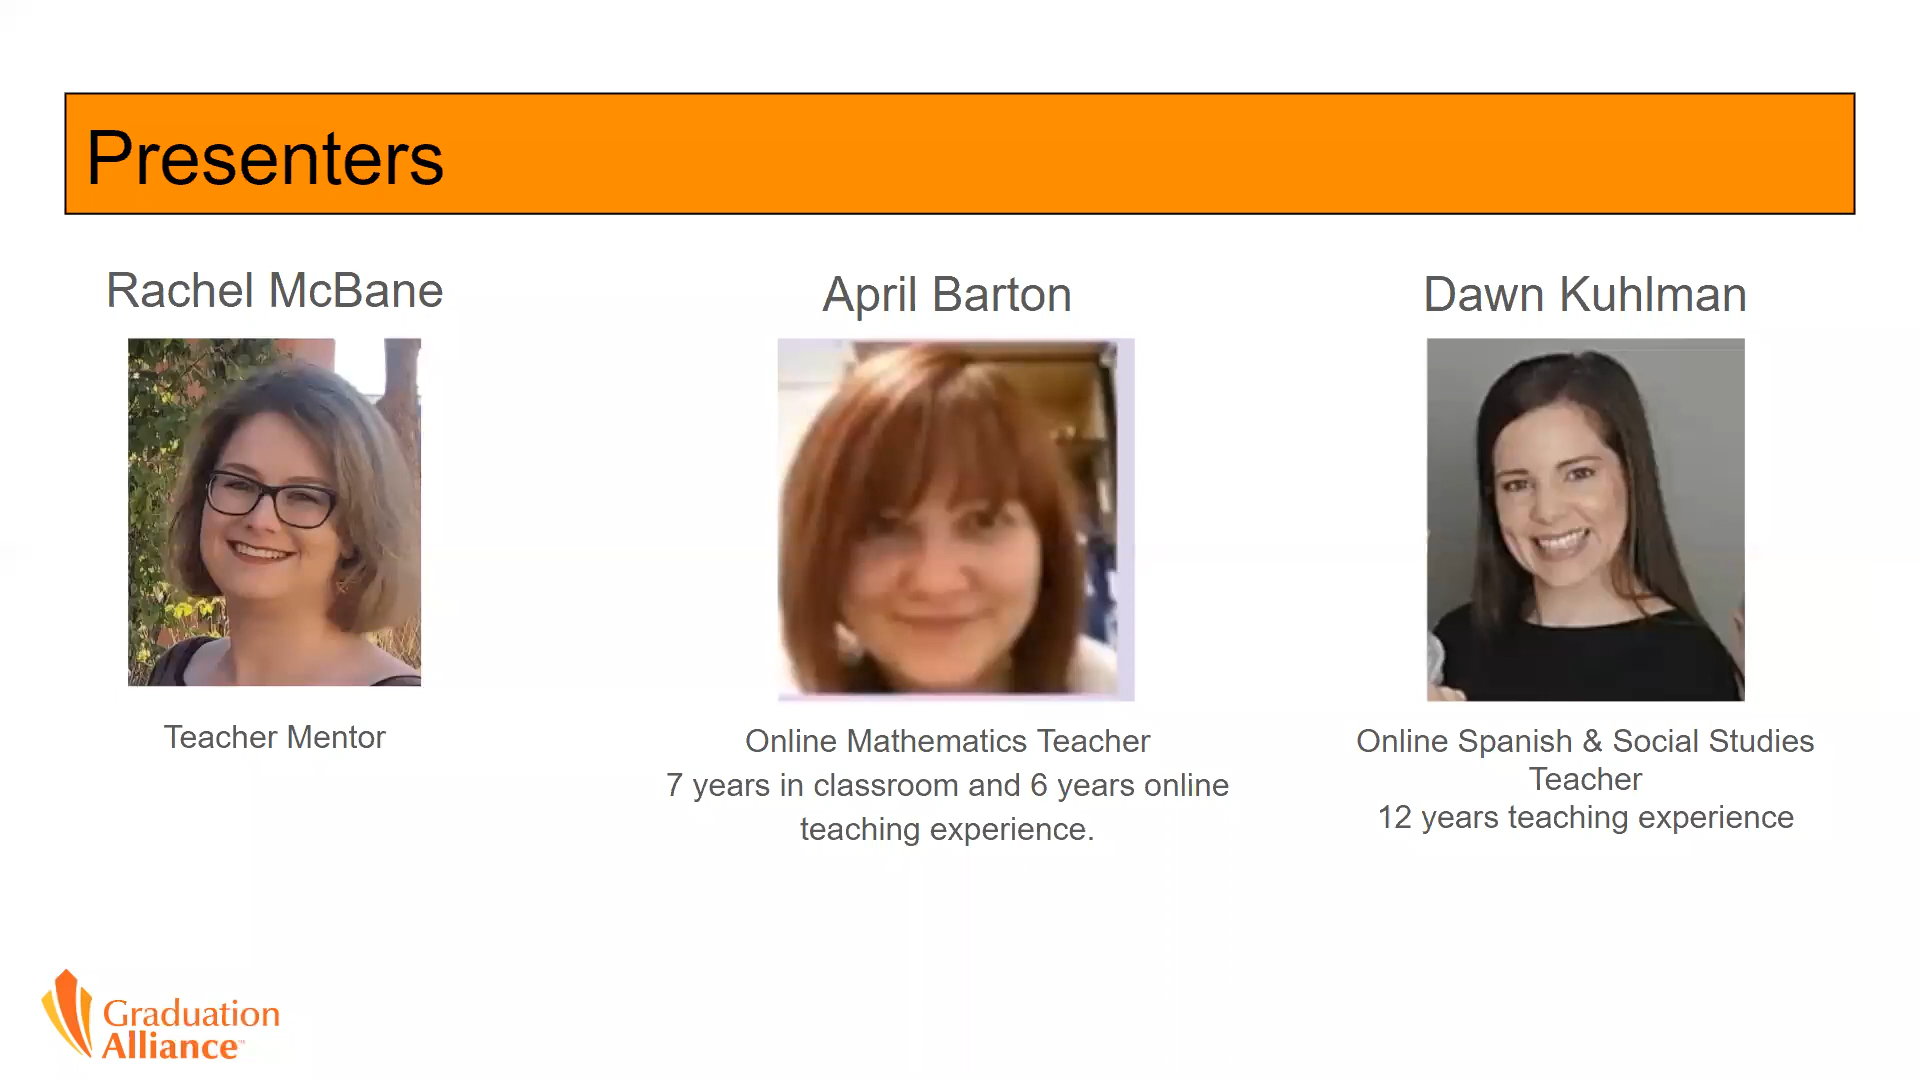 Presenters
Rachel McBane
April Barton
Dawn Kuhlman
Teacher Mentor
Online Mathematics Teacher
7 years in classroom and 6 years online
teaching experience.
Online Spanish & Social Studies
Teacher
12 years teaching experience
Graduation
Alliance™